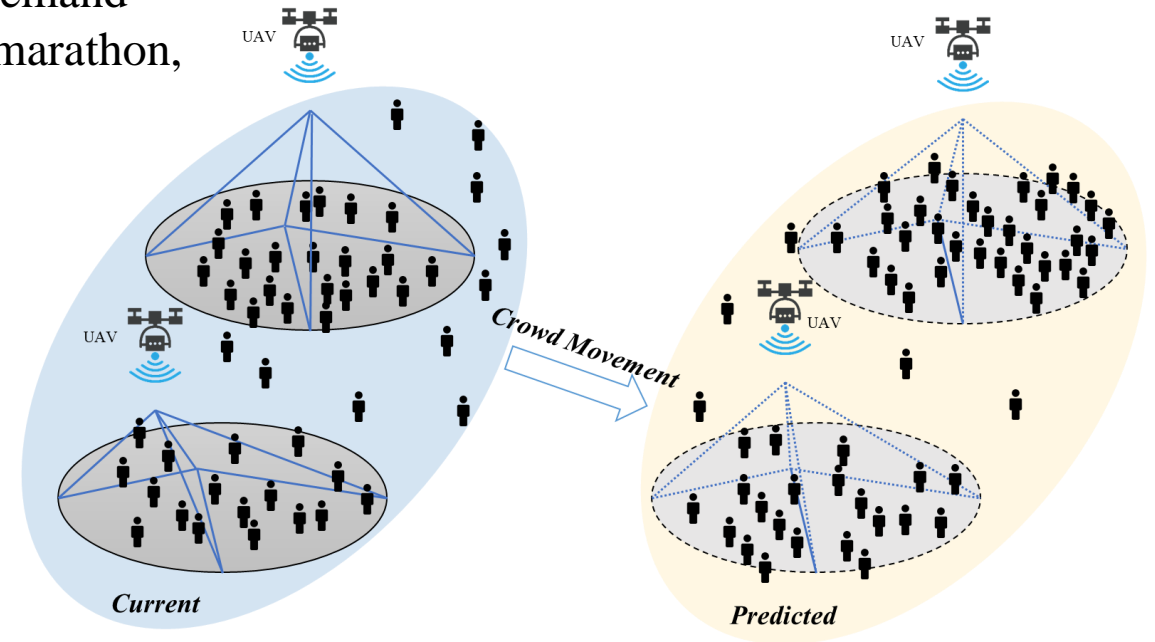 marathon,
UAV
UAV
UAV
UAV
Crowd Movement
Current
Predicted